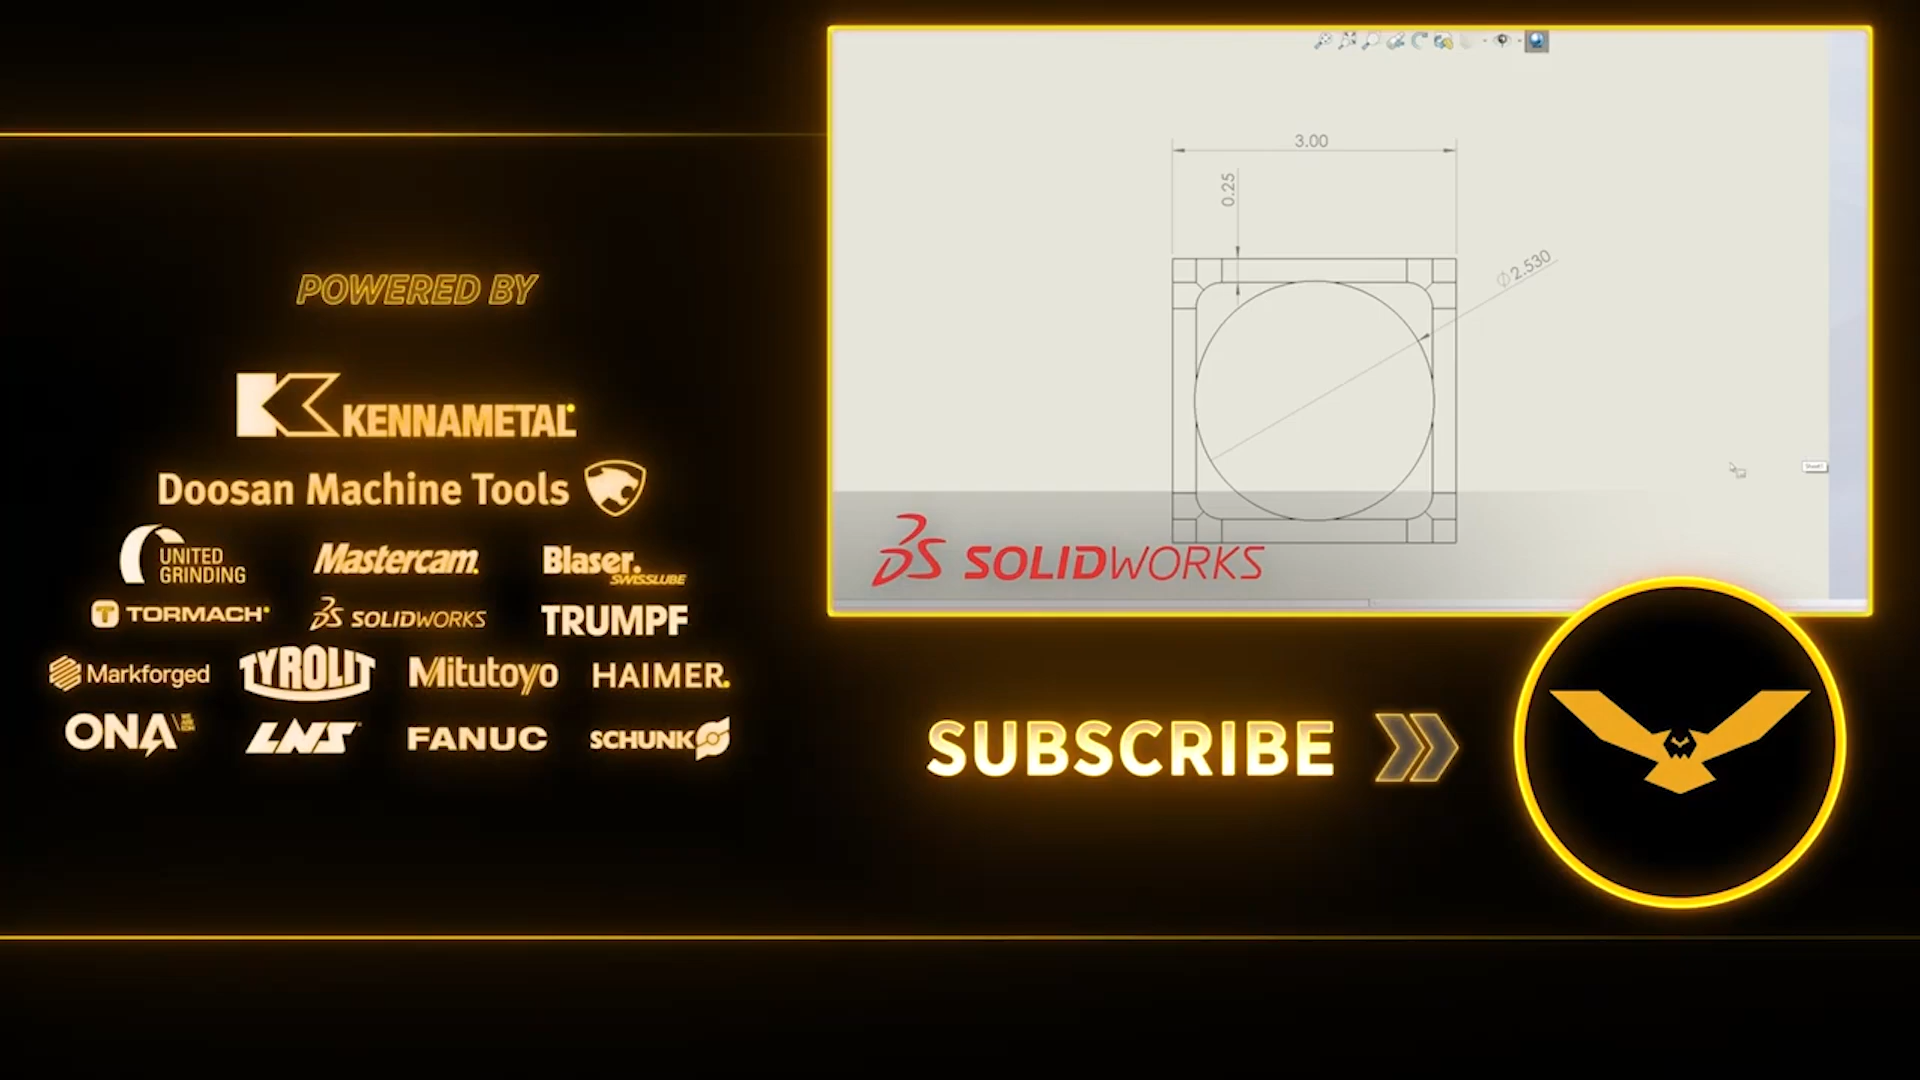 POWERED BY
KENNAMETAL
Doosan Machine Tools
UNITED GRINDING
Mastercam.
Blaser.
SWISSLUBE
TORMACH
SOLIDWORKS
TRUMPF
Markforged
TYROLIT
Mitutoyo
HAIMER.
ONA
LNS
FANUC
SCHUNK
3.00
0.25
∅2.530
SOLIDWORKS
SUBSCRIBE